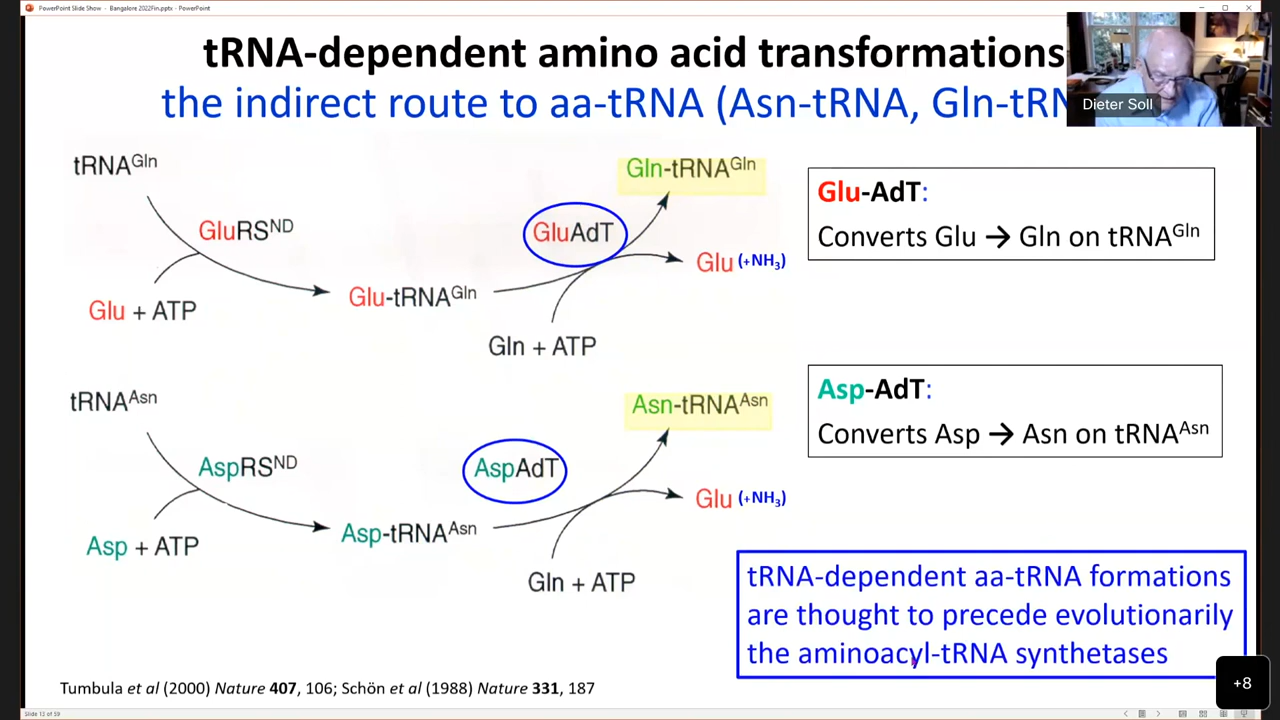 PowerPoint Slide Show - Bangalore 2022Fin.pptx - PowerPoint
tRNA-dependent amino acid transformations
the indirect route to aa-tRNA (Asn-tRNA, Gln-tRN
Dieter Soll
tRNAGln
GluRSND
Glu + ATP
Glu-tRNAGln
GluAdT
Gln-tRNAGln
Glu (+NH3)
Gln + ATP
Glu-AdT:
Converts Glu → Gln on tRNAGln
tRNAAsn
AspRSND
Asp + ATP
Asp-tRNAAsn
AspAdT
Asn-tRNAAsn
Glu (+NH3)
Gln + ATP
Asp-AdT:
Converts Asp → Asn on tRNAAsn
tRNA-dependent aa-tRNA formations
are thought to precede evolutionarily
the aminoacyl-tRNA synthetases
Tumbula et al (2000) Nature 407, 106; Schön et al (1988) Nature 331, 187
+8